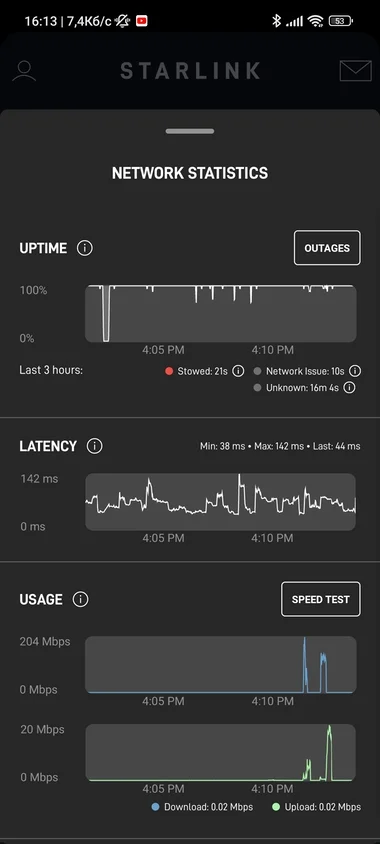 16:13 | 7,4Кб/с
53
STARLINK
NETWORK STATISTICS
UPTIME
OUTAGES
100%
0%
4:05 PM 4:10 PM
Last 3 hours: Stowed: 21s Network Issue: 10s
Unknown: 16m 4s
LATENCY Min: 38 ms • Max: 142 ms • Last: 44 ms
142 ms
0 ms
4:05 PM 4:10 PM
USAGE
SPEED TEST
204 Mbps
0 Mbps
4:05 PM 4:10 PM
20 Mbps
0 Mbps
4:05 PM 4:10 PM
Download: 0.02 Mbps Upload: 0.02 Mbps